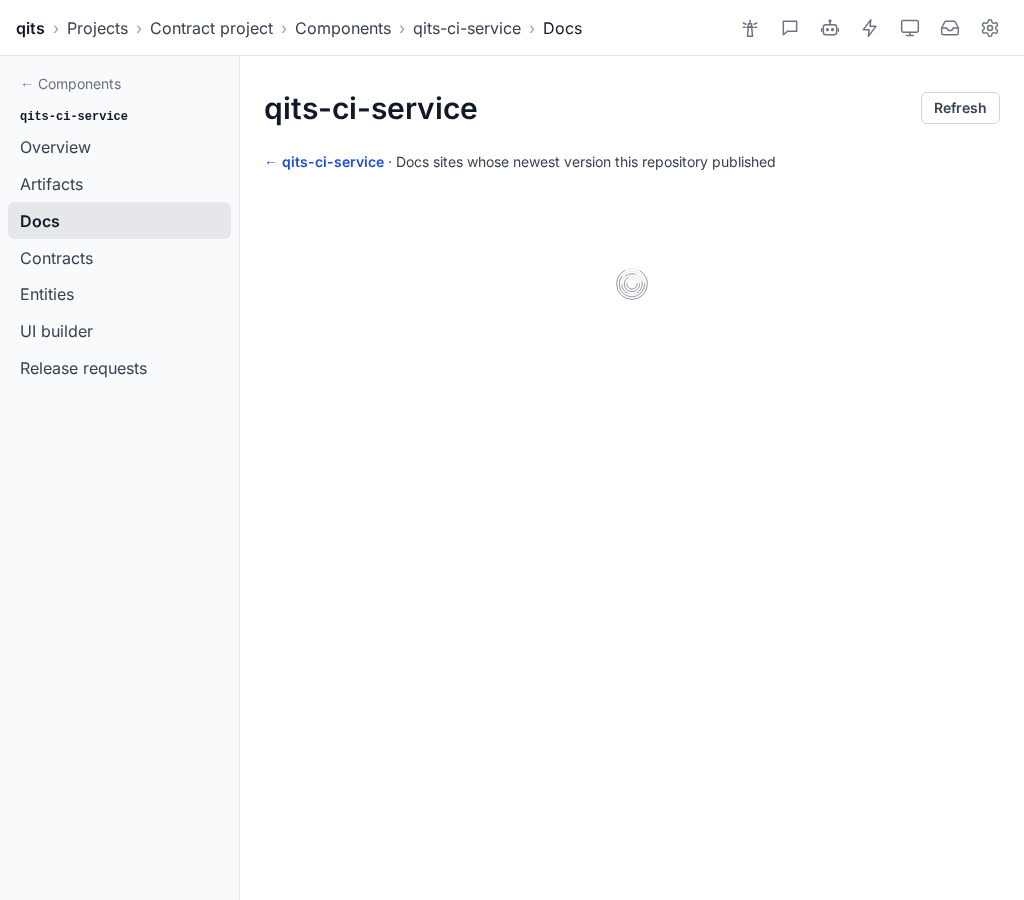 qits › Projects › Contract project › Components › qits-ci-service › Docs
← Components
qits-ci-service
Overview
Artifacts
Docs
Contracts
Entities
UI builder
Release requests
qits-ci-service
Refresh
← qits-ci-service · Docs sites whose newest version this repository published